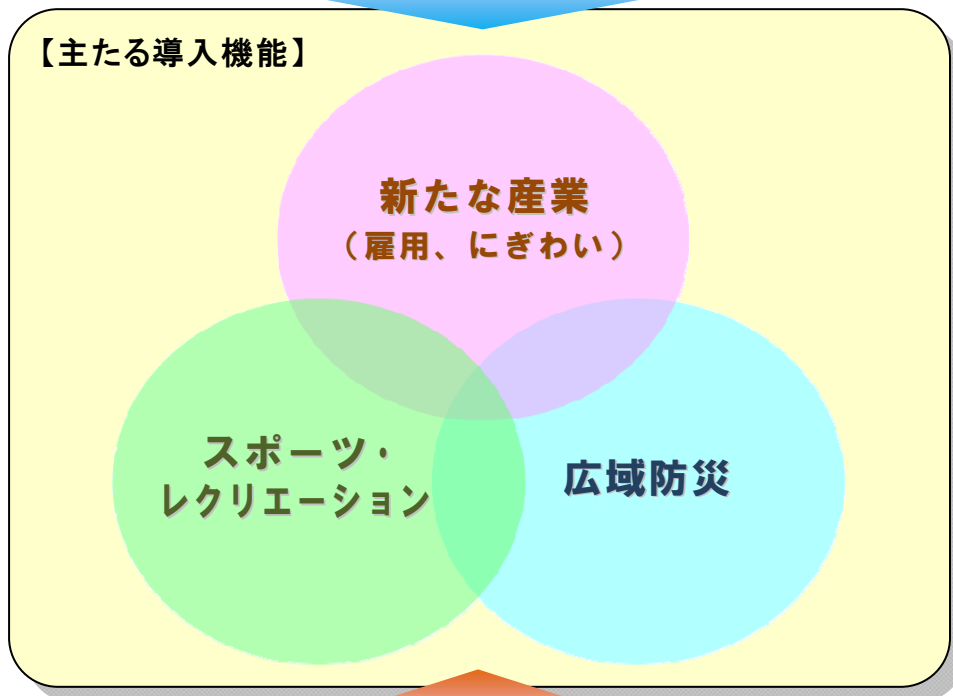 【主たる導入機能】
新たな産業
（雇用、にぎわい）
スポーツ・
レクリエーション
広域防災